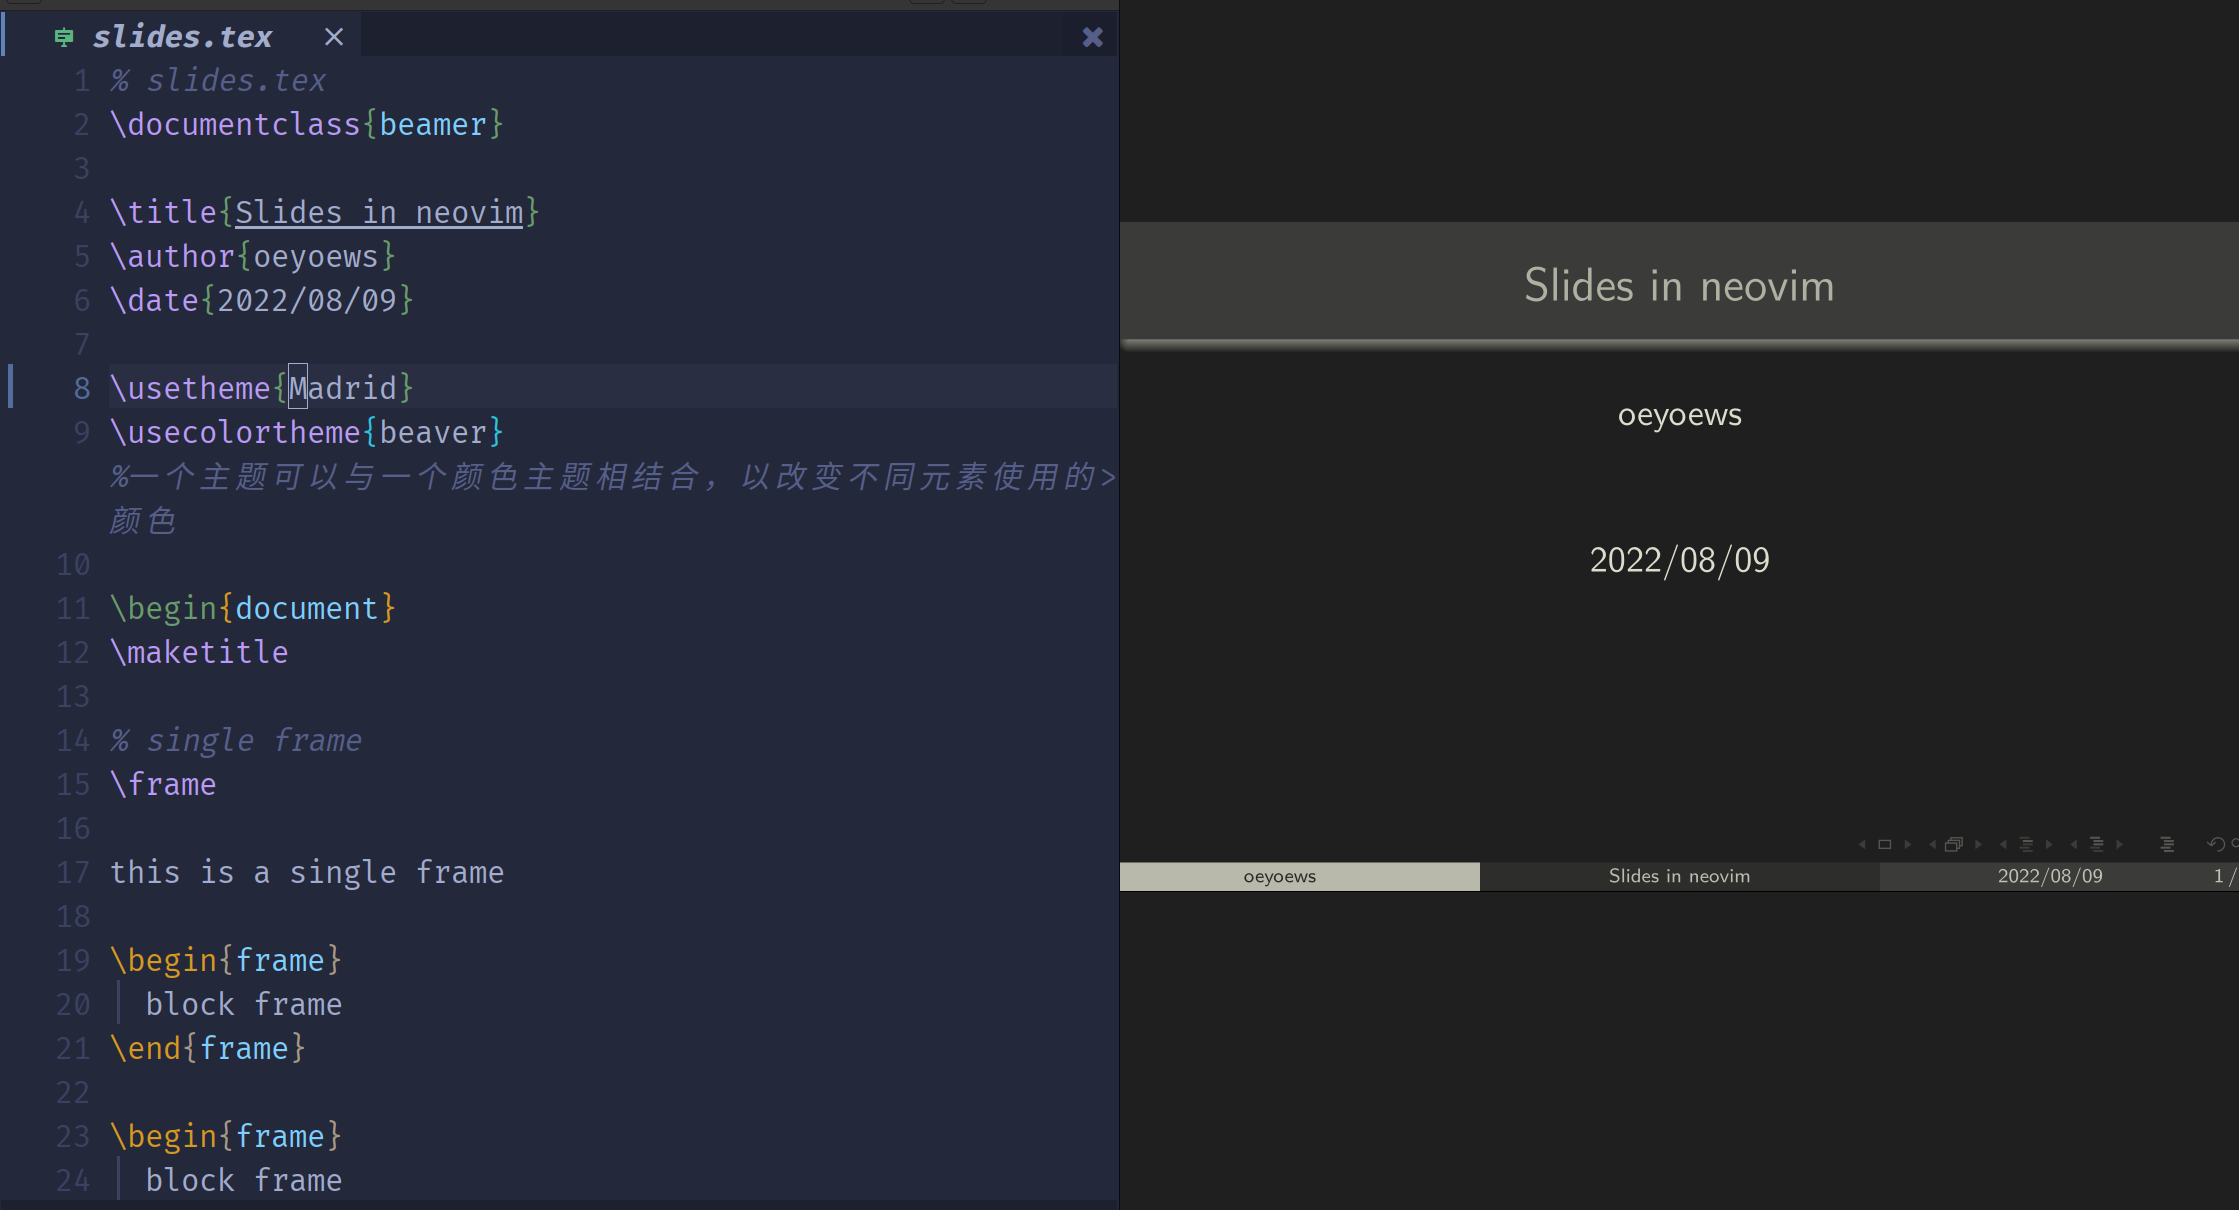 slides.tex
1 % slides.tex
2 \documentclass{beamer}
3
4 \title{Slides in neovim}
5 \author{oeyoews}
6 \date{2022/08/09}
7
8 \usetheme{Madrid}
9 \usecolortheme{beaver}
%一个主题可以与一个颜色主题相结合，以改变不同元素使用的>
颜色
10
11 \begin{document}
12 \maketitle
13
14 % single frame
15 \frame
16
17 this is a single frame
18
19 \begin{frame}
20 block frame
21 \end{frame}
22
23 \begin{frame}
24 block frame
Slides in neovim
oeyoews
2022/08/09
oeyoews Slides in neovim 2022/08/09 1 /